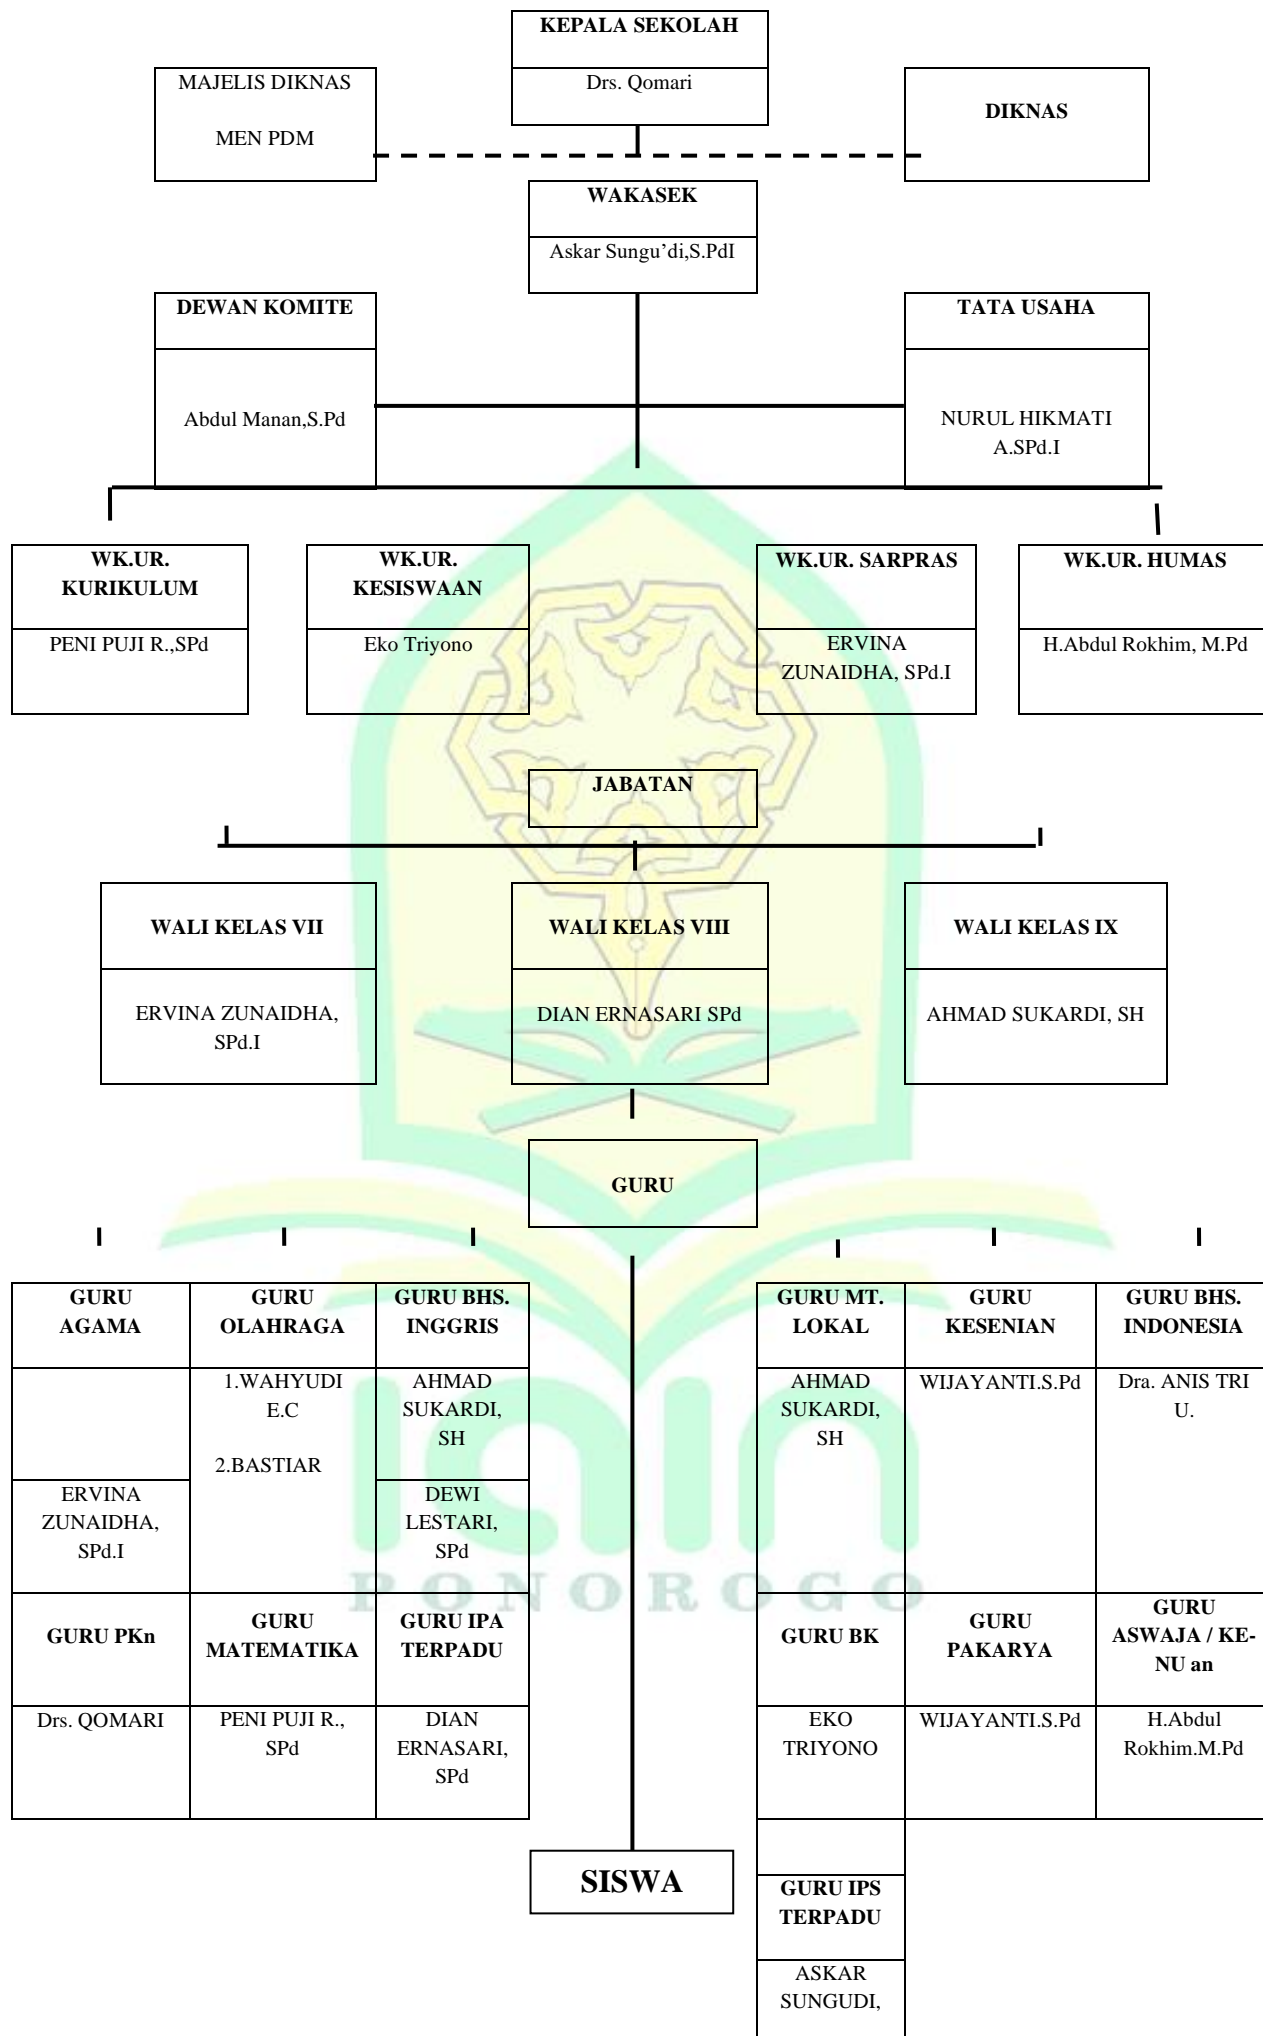 KEPALA SEKOLAH
Drs. Qomari
MAJELIS DIKNAS
MEN PDM
DIKNAS
WAKASEK
Askar Sungu’di,S.PdI
DEWAN KOMITE
Abdul Manan,S.Pd
TATA USAHA
NURUL HIKMATI
A.SPd.I
WK.UR.
KURIKULUM
PENI PUJI R.,SPd
WK.UR.
KESISWAAN
Eko Triyono
WK.UR. SARPRAS
ERVINA
ZUNAIDHA, SPd.I
WK.UR. HUMAS
H.Abdul Rokhim, M.Pd
JABATAN
WALI KELAS VII
ERVINA ZUNAIDHA,
SPd.I
WALI KELAS VIII
DIAN ERNASARI SPd
WALI KELAS IX
AHMAD SUKARDI, SH
GURU
GURU
AGAMA
ERVINA
ZUNAIDHA,
SPd.I
GURU
OLAHRAGA
1.WAHYUDI
E.C
2.BASTIAR
GURU BHS.
INGGRIS
AHMAD
SUKARDI,
SH
DEWI
LESTARI,
SPd
GURU MT.
LOKAL
AHMAD
SUKARDI,
SH
GURU
KESENIAN
WIJAYANTI.S.Pd
GURU BHS.
INDONESIA
Dra. ANIS TRI
U.
iain
PONOROGO
GURU PKn
Drs. QOMARI
GURU
MATEMATIKA
PENI PUJI R.,
SPd
GURU IPA
TERPADU
DIAN
ERNASARI,
SPd
GURU BK
EKO
TRIYONO
GURU
PAKARYA
WIJAYANTI.S.Pd
GURU
ASWAJA / KE-
NU an
H.Abdul
Rokhim.M.Pd
SISWA
GURU IPS
TERPADU
ASKAR
SUNGUDI,